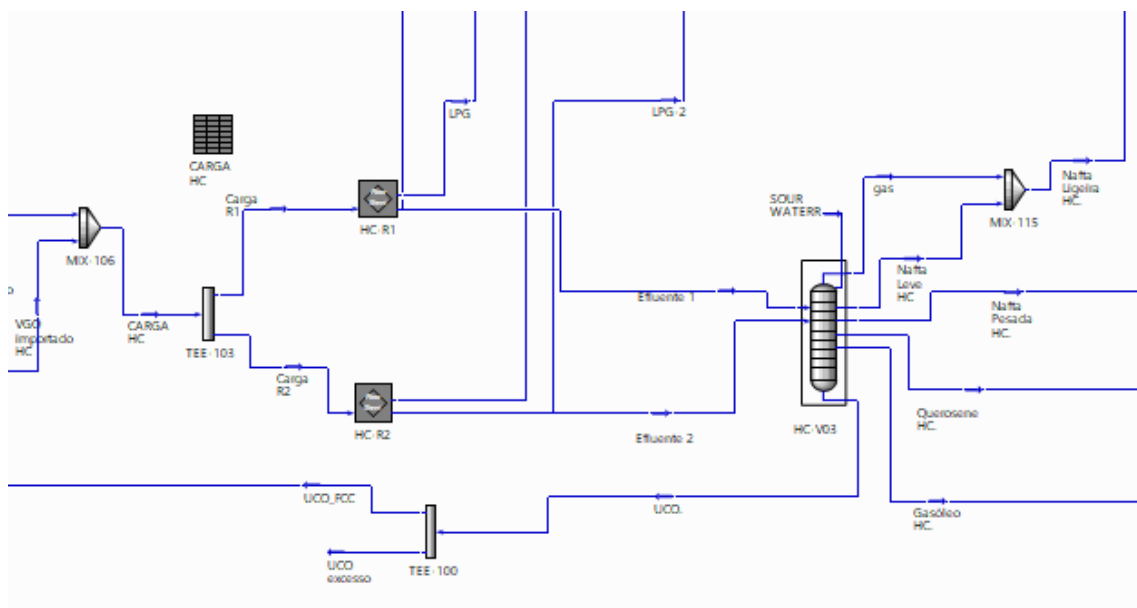 LPG
LPG-2
CARGA
HC
Carga
R1
HC-R1
SOUR
WATERR
gas
Nafta
Ligeira
HC.
MIX-115
MIX-106
VGO
importado
HC
CARGA
HC
TEE-103
Efluente 1
Nafta
Leve
HC
Nafta
Pesada
HC.
Carga
R2
HC-R2
Efluente 2
HC-V03
Querosene
HC.
UCO_FCC
UCO.
Gasóleo
HC.
UCO
excesso
TEE-100